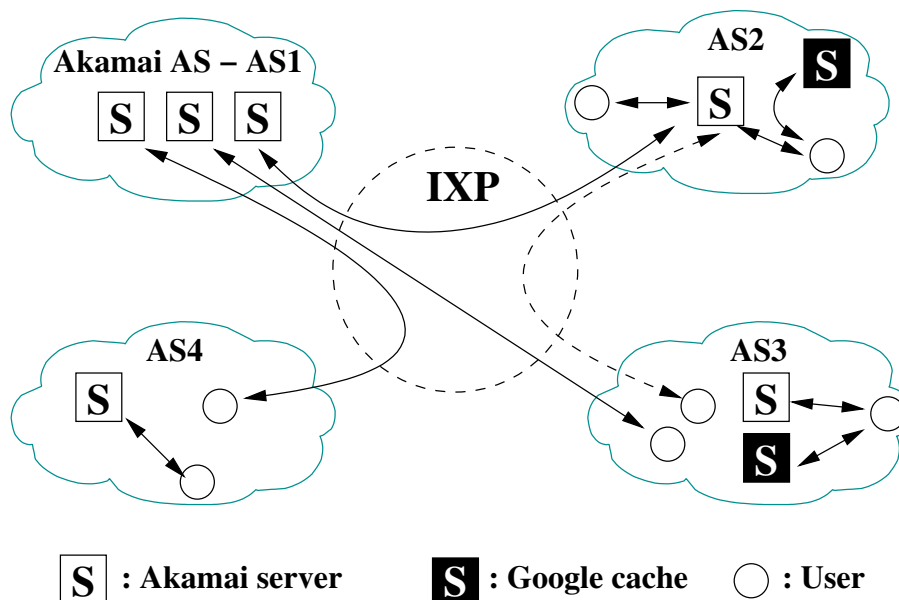 Akamai AS – AS1
S S S
AS2
S
S
IXP
AS4
S
AS3
S
S
S : Akamai server
S : Google cache
: User